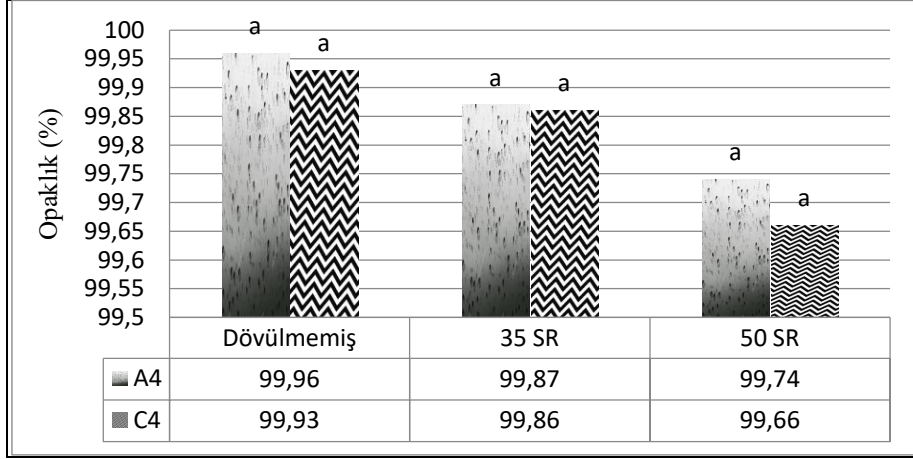 Opaklık (%)
100
99,95
99,9
99,85
99,8
99,75
99,7
99,65
99,6
99,55
99,5
a a a a a a
Dövülmemiş 35 SR 50 SR
A4 99,96 99,87 99,74
C4 99,93 99,86 99,66